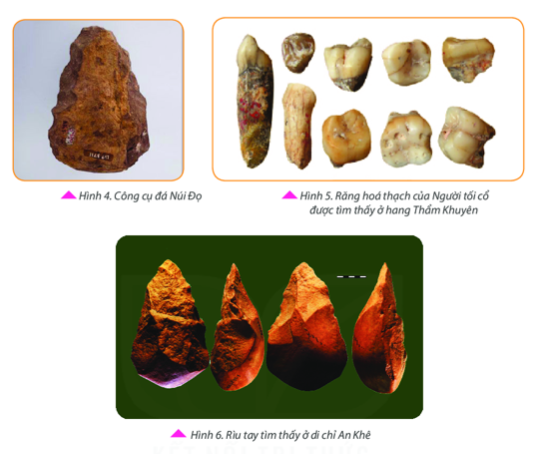 Hình 4. Công cụ đá Núi Đọ
Hình 5. Răng hoá thạch của Người tối cổ
được tìm thấy ở hang Thẩm Khuyên
Hình 6. Rìu tay tìm thấy ở di chỉ An Khê